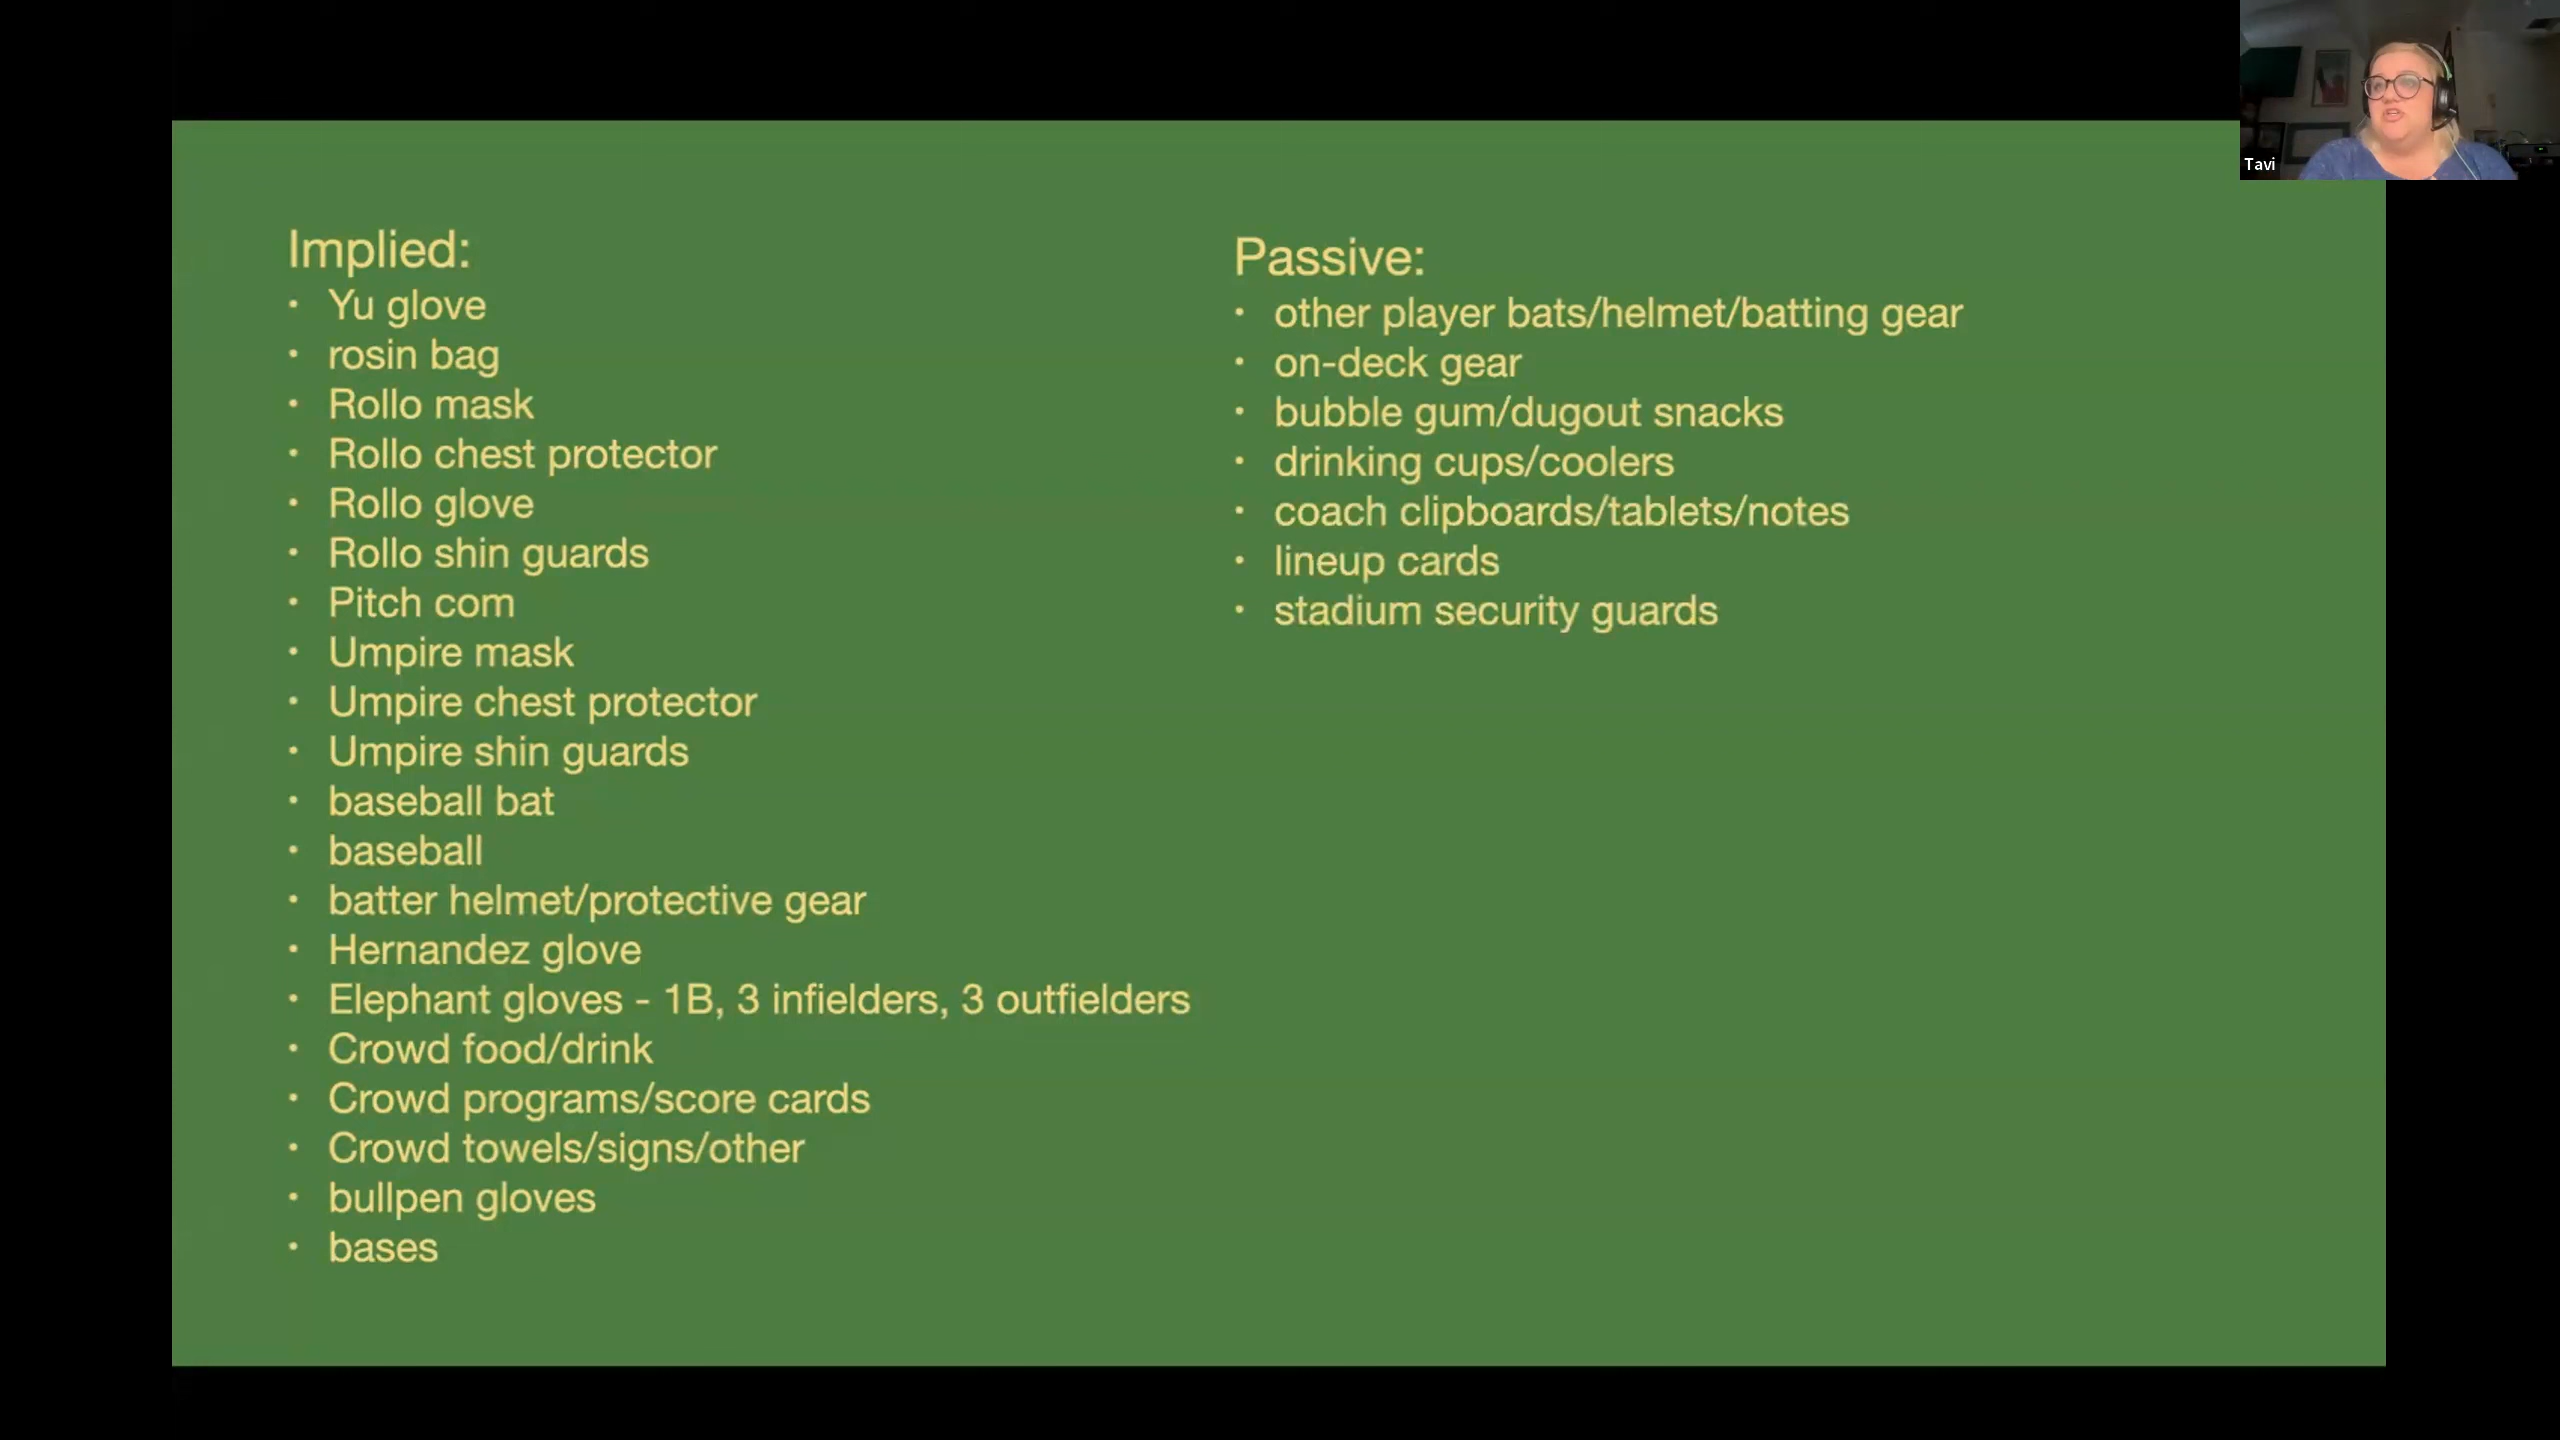 Implied:
• Yu glove
• rosin bag
• Rollo mask
• Rollo chest protector
• Rollo glove
• Rollo shin guards
• Pitch com
• Umpire mask
• Umpire chest protector
• Umpire shin guards
• baseball bat
• baseball
• batter helmet/protective gear
• Hernandez glove
• Elephant gloves - 1B, 3 infielders, 3 outfielders
• Crowd food/drink
• Crowd programs/score cards
• Crowd towels/signs/other
• bullpen gloves
• bases
Passive:
• other player bats/helmet/batting gear
• on-deck gear
• bubble gum/dugout snacks
• drinking cups/coolers
• coach clipboards/tablets/notes
• lineup cards
• stadium security guards
Tavi